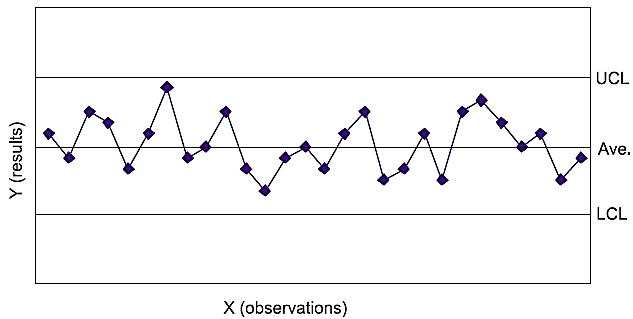 UCL
Y (results)
Ave.
LCL
X (observations)